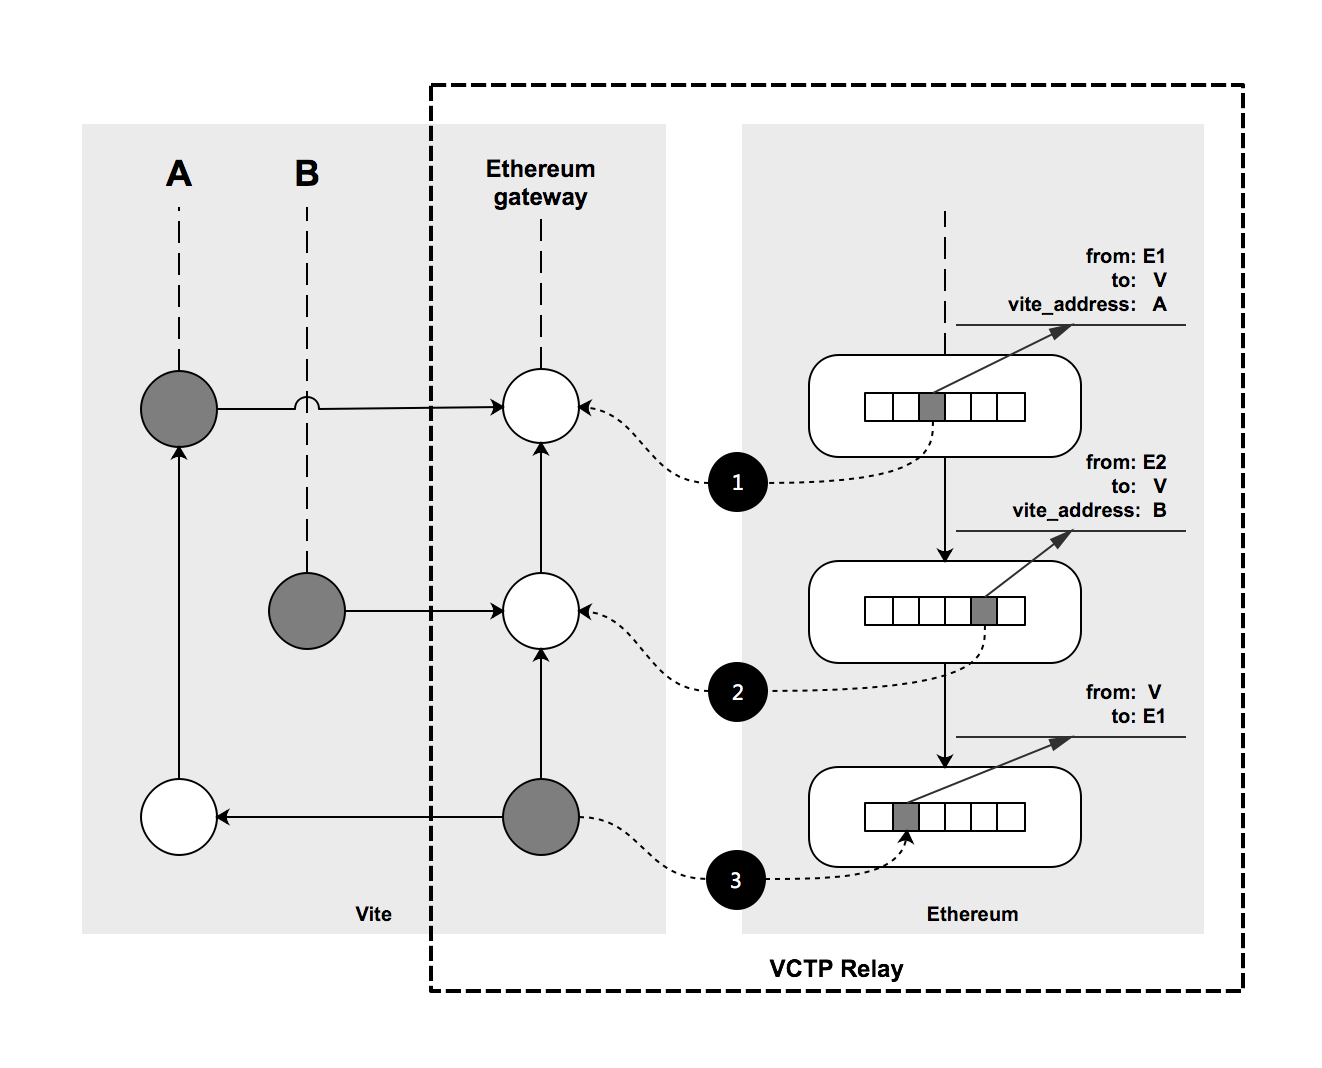 A
B
Ethereum
gateway
from: E1
to: V
vite_address: A
1
from: E2
to: V
vite_address: B
2
from: V
to: E1
3
Vite
Ethereum
VCTP Relay